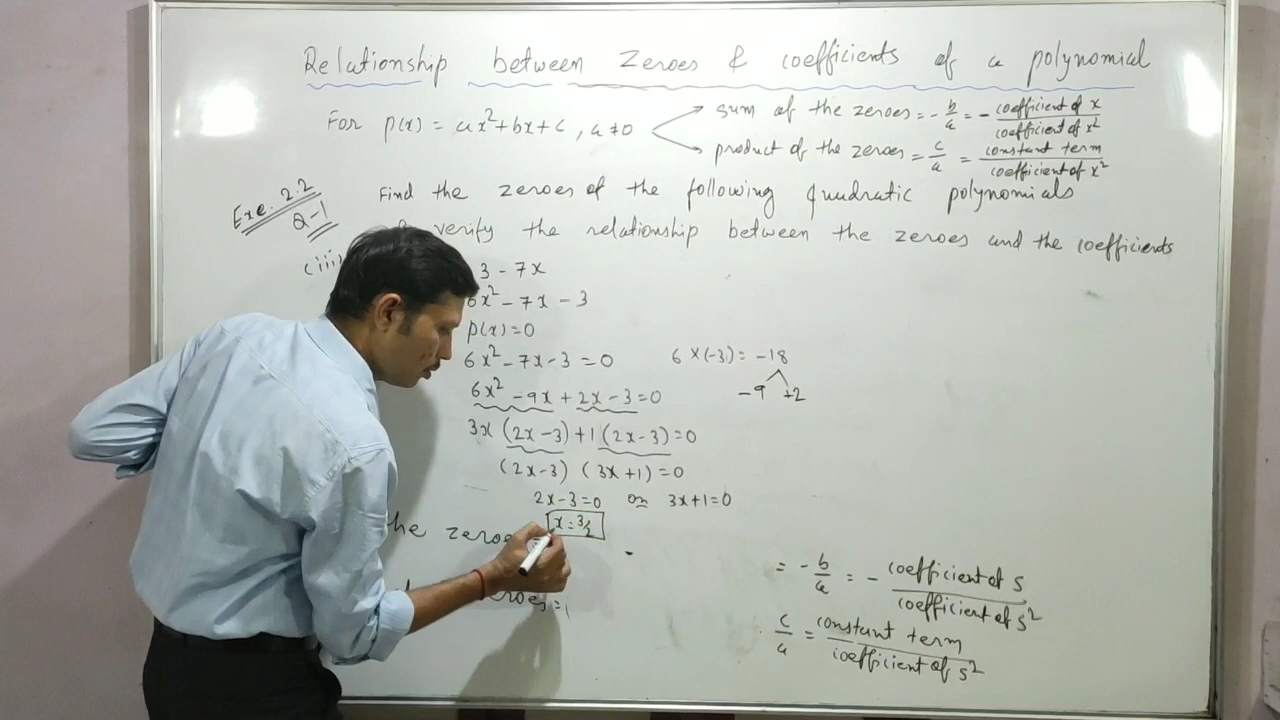 Relationship between Zeroes & coefficients of a polynomial
For p(x) = ax²+bx+c, a≠0
sum of the zeroes = -b/a = - coefficient of x / coefficient of x²
product of the zeroes = c/a = constant term / coefficient of x²
Exe. 2.2
Q-1
Find the zeroes of the following quadratic polynomials
verify the relationship between the zeroes and the coefficients
(iii)
3 - 7x
6x² - 7x - 3
p(x)=0
6x² - 7x - 3 = 0
6 x (-3) = -18
-9 +2
6x² - 9x + 2x - 3 = 0
3x (2x - 3) + 1 (2x - 3) = 0
(2x-3) (3x+1) = 0
2x-3=0 or 3x+1=0
x = 3/2
he zeroes
zeroes =
= -b/a = - coefficient of s / coefficient of s²
c/a = constant term / coefficient of s²